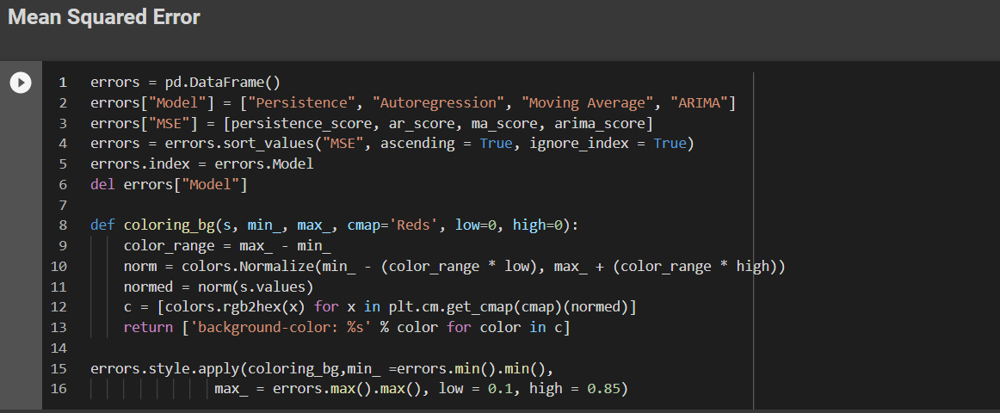 Mean Squared Error
1 errors = pd.DataFrame()
2 errors["Model"] = ["Persistence", "Autoregression", "Moving Average", "ARIMA"]
3 errors["MSE"] = [persistence_score, ar_score, ma_score, arima_score]
4 errors = errors.sort_values("MSE", ascending = True, ignore_index = True)
5 errors.index = errors.Model
6 del errors["Model"]
7
8 def coloring_bg(s, min_, max_, cmap='Reds', low=0, high=0):
9     color_range = max_ - min_
10     norm = colors.Normalize(min_ - (color_range * low), max_ + (color_range * high))
11     normed = norm(s.values)
12     c = [colors.rgb2hex(x) for x in plt.cm.get_cmap(cmap)(normed)]
13     return ['background-color: %s' % color for color in c]
14
15 errors.style.apply(coloring_bg,min_ =errors.min().min(),
16                max_ = errors.max().max(), low = 0.1, high = 0.85)